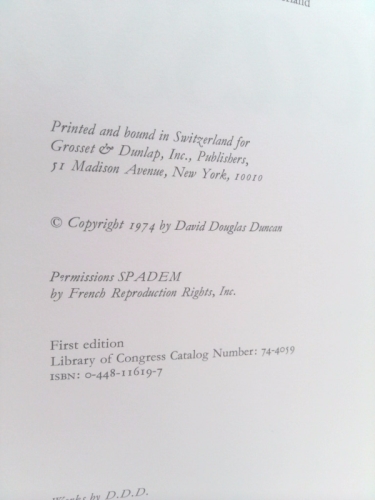 Printed and bound in Switzerland for
Grosset & Dunlap, Inc., Publishers,
51 Madison Avenue, New York, 10010
© Copyright 1974 by David Douglas Duncan
Permissions SPADEM
by French Reproduction Rights, Inc.
First edition
Library of Congress Catalog Number: 74-4059
ISBN: 0-448-11619-7
Works by D.D.D.